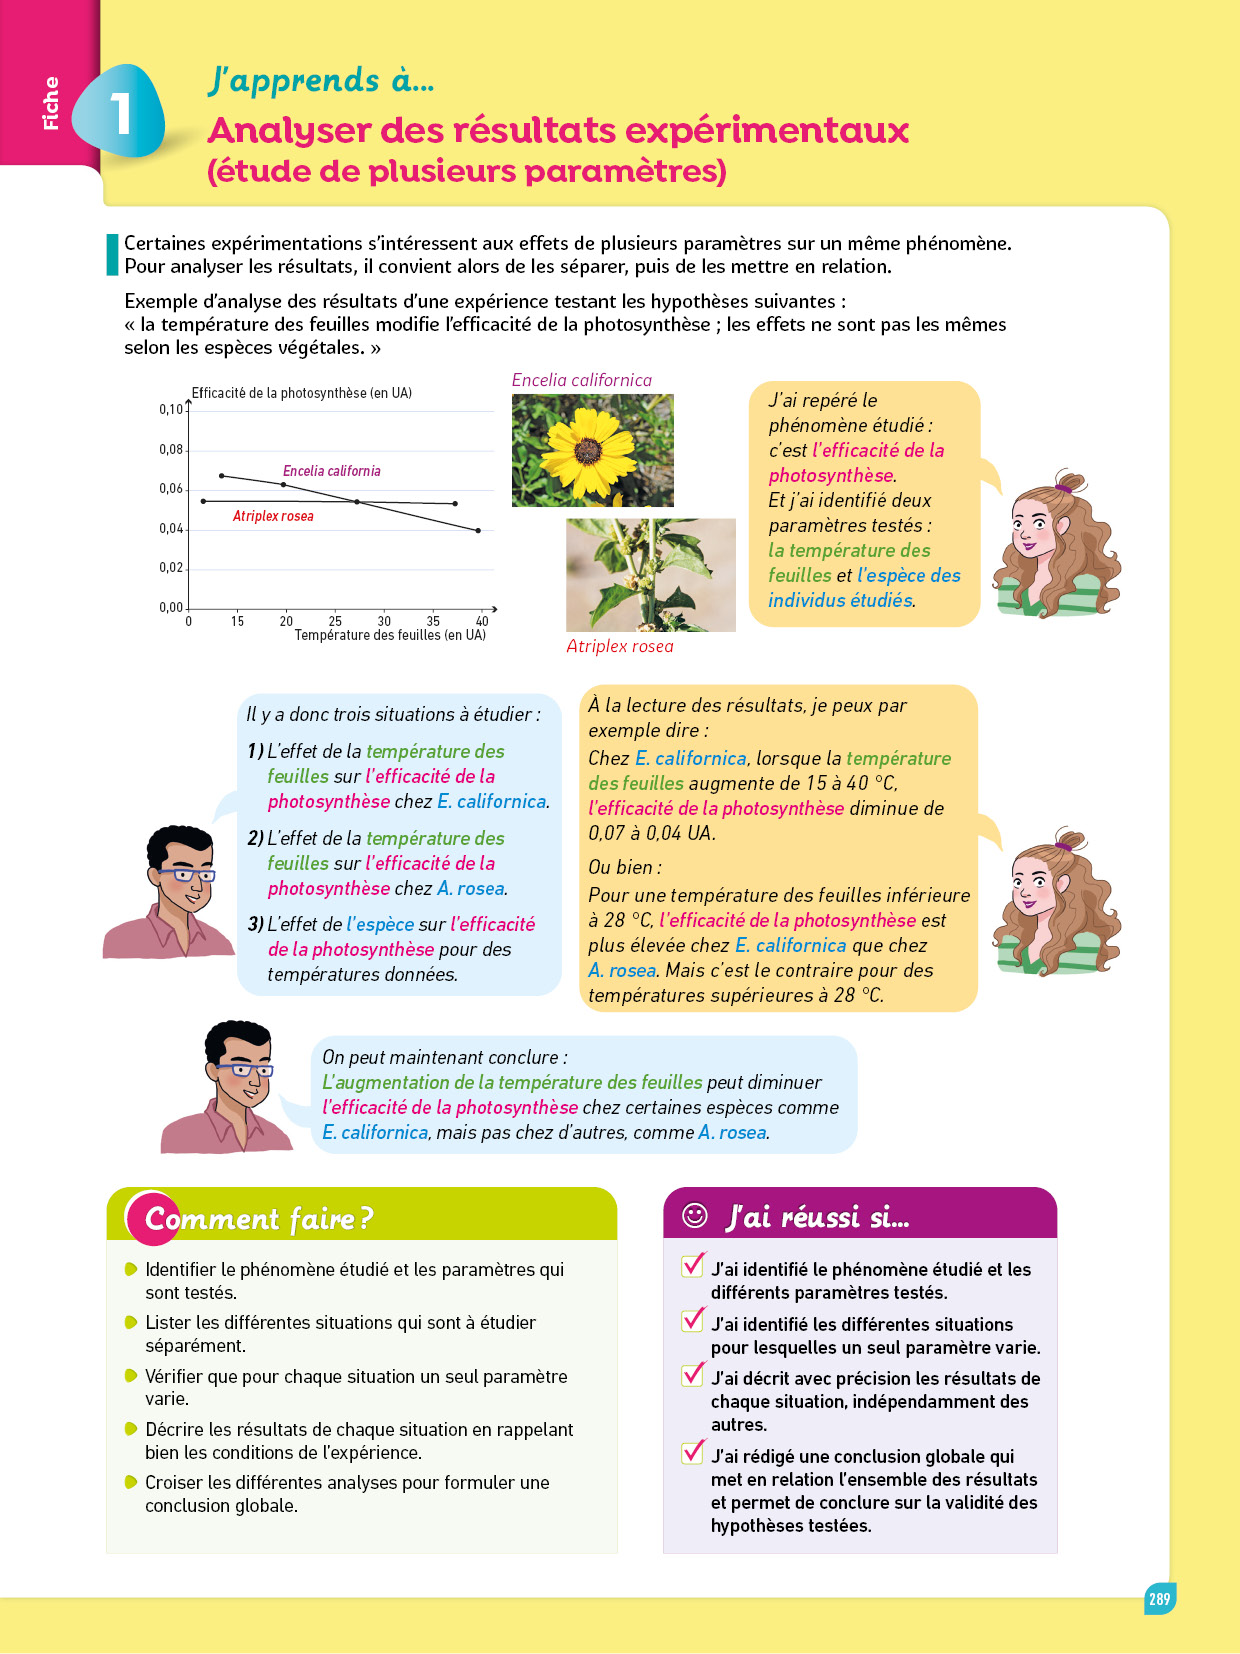 Fiche
1
J'apprends à...
Analyser des résultats expérimentaux
(étude de plusieurs paramètres)
Certaines expérimentations s'intéressent aux effets de plusieurs paramètres sur un même phénomène.
Pour analyser les résultats, il convient alors de les séparer, puis de les mettre en relation.
Exemple d'analyse des résultats d'une expérience testant les hypothèses suivantes :
« la température des feuilles modifie l'efficacité de la photosynthèse ; les effets ne sont pas les mêmes
selon les espèces végétales. »
Efficacité de la photosynthèse (en UA)
0,10
0,08
0,06
0,04
0,02
0,00
Encelia california
Atriplex rosea
0 15 20 25 30 35 40
Température des feuilles (en UA)
Encelia californica
Atriplex rosea
J'ai repéré le
phénomène étudié :
c'est l'efficacité de la
photosynthèse.
Et j'ai identifié deux
paramètres testés :
la température des
feuilles et l'espèce des
individus étudiés.
Il y a donc trois situations à étudier :
1) L'effet de la température des
feuilles sur l'efficacité de la
photosynthèse chez E. californica.
2) L'effet de la température des
feuilles sur l'efficacité de la
photosynthèse chez A. rosea.
3) L'effet de l'espèce sur l'efficacité
de la photosynthèse pour des
températures données.
À la lecture des résultats, je peux par
exemple dire :
Chez E. californica, lorsque la température
des feuilles augmente de 15 à 40 °C,
l'efficacité de la photosynthèse diminue de
0,07 à 0,04 UA.
Ou bien :
Pour une température des feuilles inférieure
à 28 °C, l'efficacité de la photosynthèse est
plus élevée chez E. californica que chez
A. rosea. Mais c'est le contraire pour des
températures supérieures à 28 °C.
On peut maintenant conclure :
L'augmentation de la température des feuilles peut diminuer
l'efficacité de la photosynthèse chez certaines espèces comme
E. californica, mais pas chez d'autres, comme A. rosea.
Comment faire ?
Identifier le phénomène étudié et les paramètres qui
sont testés.
Lister les différentes situations qui sont à étudier
séparément.
Vérifier que pour chaque situation un seul paramètre
varie.
Décrire les résultats de chaque situation en rappelant
bien les conditions de l'expérience.
Croiser les différentes analyses pour formuler une
conclusion globale.
J'ai réussi si...
J'ai identifié le phénomène étudié et les
différents paramètres testés.
J'ai identifié les différentes situations
pour lesquelles un seul paramètre varie.
J'ai décrit avec précision les résultats de
chaque situation, indépendamment des
autres.
J'ai rédigé une conclusion globale qui
met en relation l'ensemble des résultats
et permet de conclure sur la validité des
hypothèses testées.
289